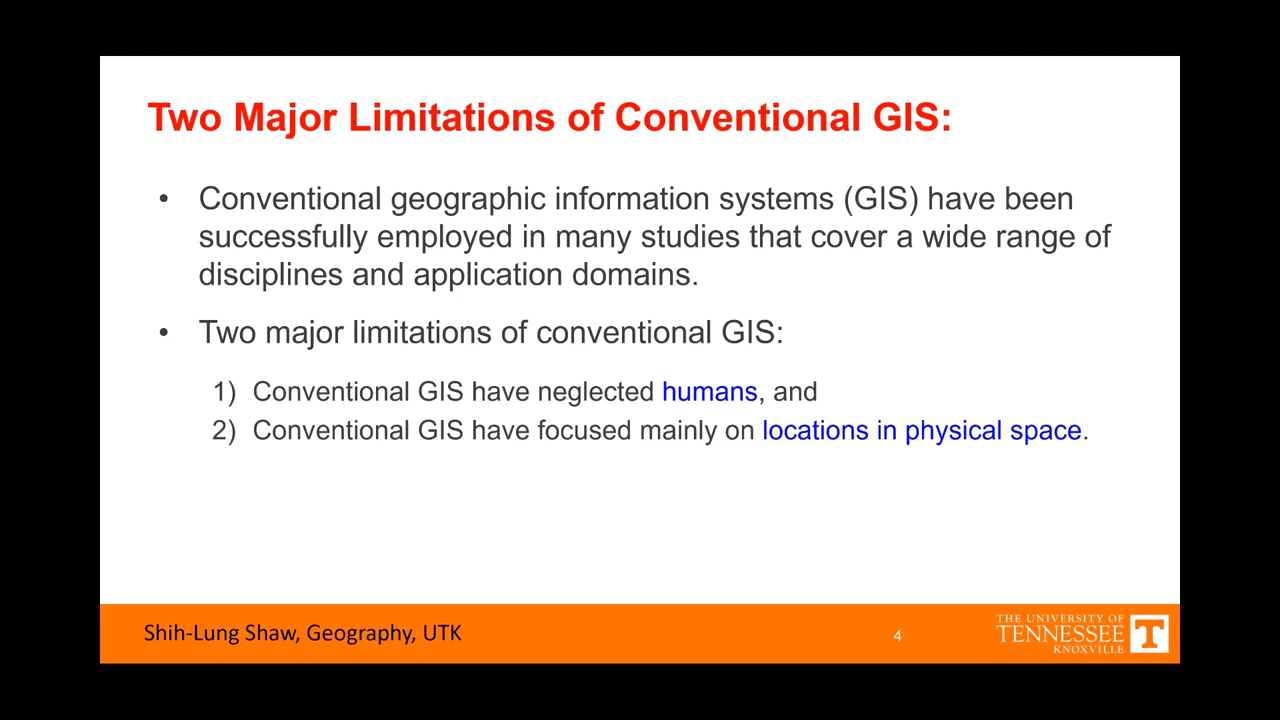 Two Major Limitations of Conventional GIS:
• Conventional geographic information systems (GIS) have been
successfully employed in many studies that cover a wide range of
disciplines and application domains.
• Two major limitations of conventional GIS:
1) Conventional GIS have neglected humans, and
2) Conventional GIS have focused mainly on locations in physical space.
Shih-Lung Shaw, Geography, UTK
4
THE UNIVERSITY OF
TENNESSEE
KNOXVILLE
T